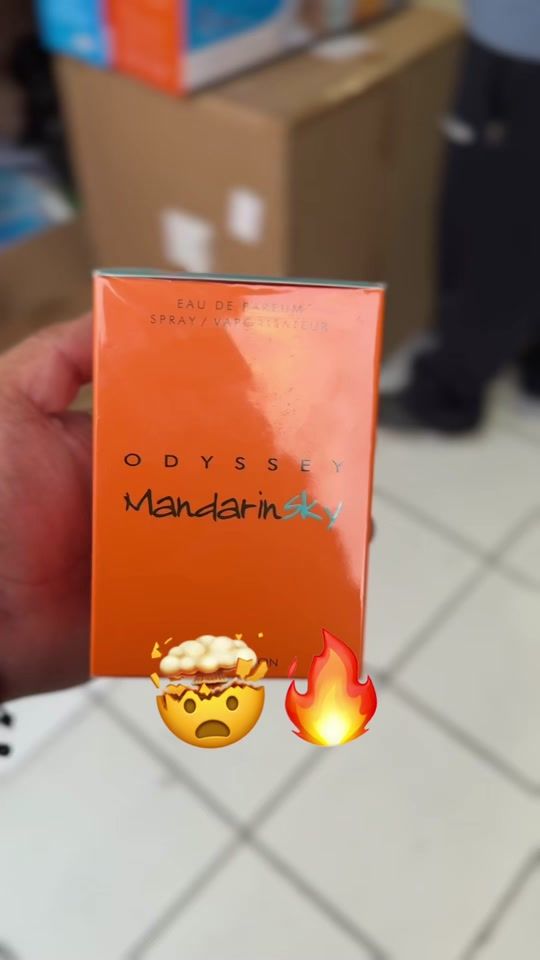 EAU DE PARFUM
SPRAY / VAPORISATEUR
ODYSSEY
MandarinSky